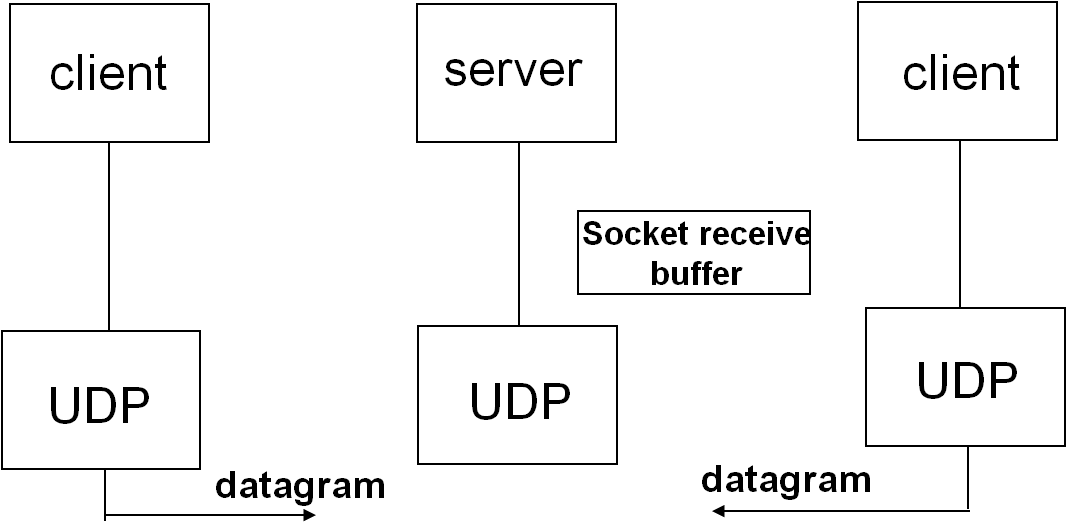 client
server
client
Socket receive
buffer
UDP
UDP
UDP
datagram
datagram